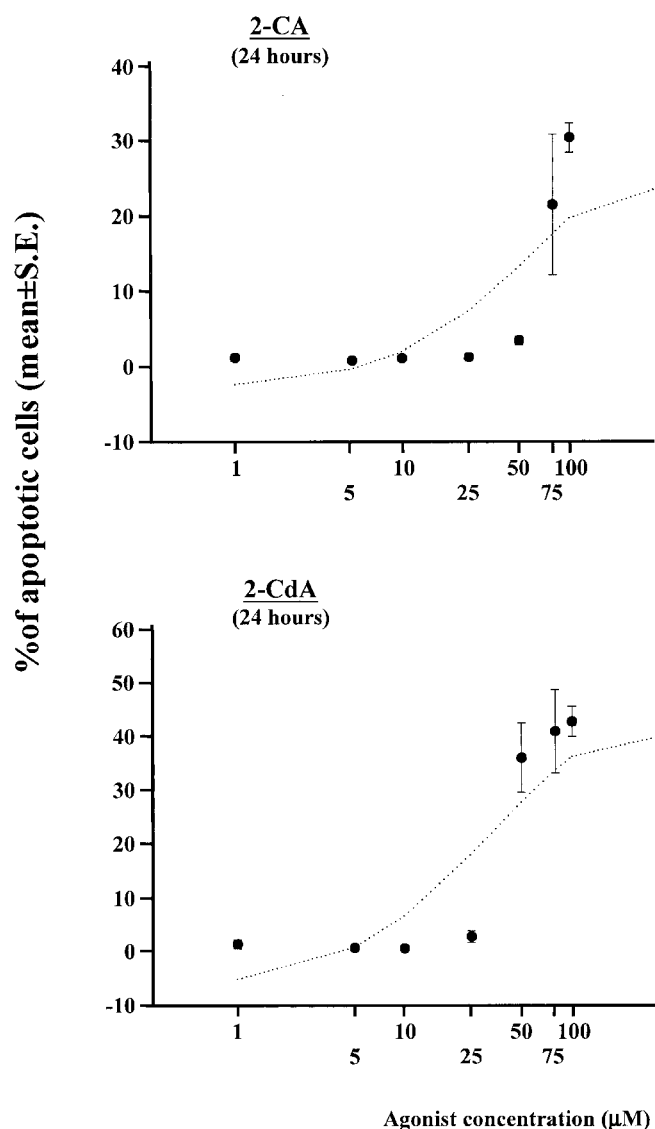 2-CA
(24 hours)
%of apoptotic cells (mean±S.E.)
40
30
20
10
0
-10
1 10 50 100
5 25 75
2-CdA
(24 hours)
60
50
40
30
20
10
0
-10
1 10 50 100
5 25 75
Agonist concentration (µM)